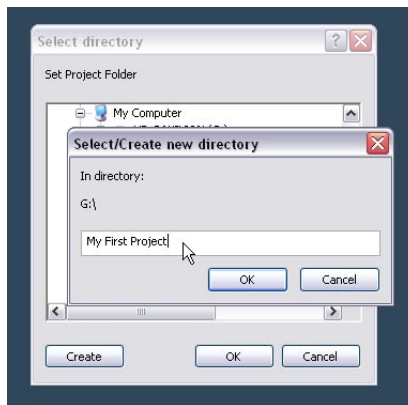 Select directory
Set Project Folder
My Computer
Select/Create new directory
In directory:
G:\
My First Project
OK Cancel
Create OK Cancel